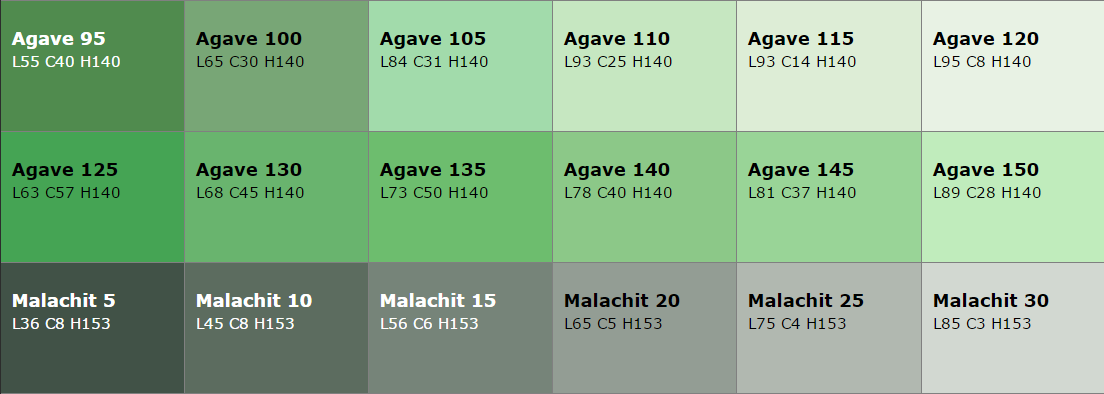 Agave 95
L55 C40 H140
Agave 100
L65 C30 H140
Agave 105
L84 C31 H140
Agave 110
L93 C25 H140
Agave 115
L93 C14 H140
Agave 120
L95 C8 H140
Agave 125
L63 C57 H140
Agave 130
L68 C45 H140
Agave 135
L73 C50 H140
Agave 140
L78 C40 H140
Agave 145
L81 C37 H140
Agave 150
L89 C28 H140
Malachit 5
L36 C8 H153
Malachit 10
L45 C8 H153
Malachit 15
L56 C6 H153
Malachit 20
L65 C5 H153
Malachit 25
L75 C4 H153
Malachit 30
L85 C3 H153